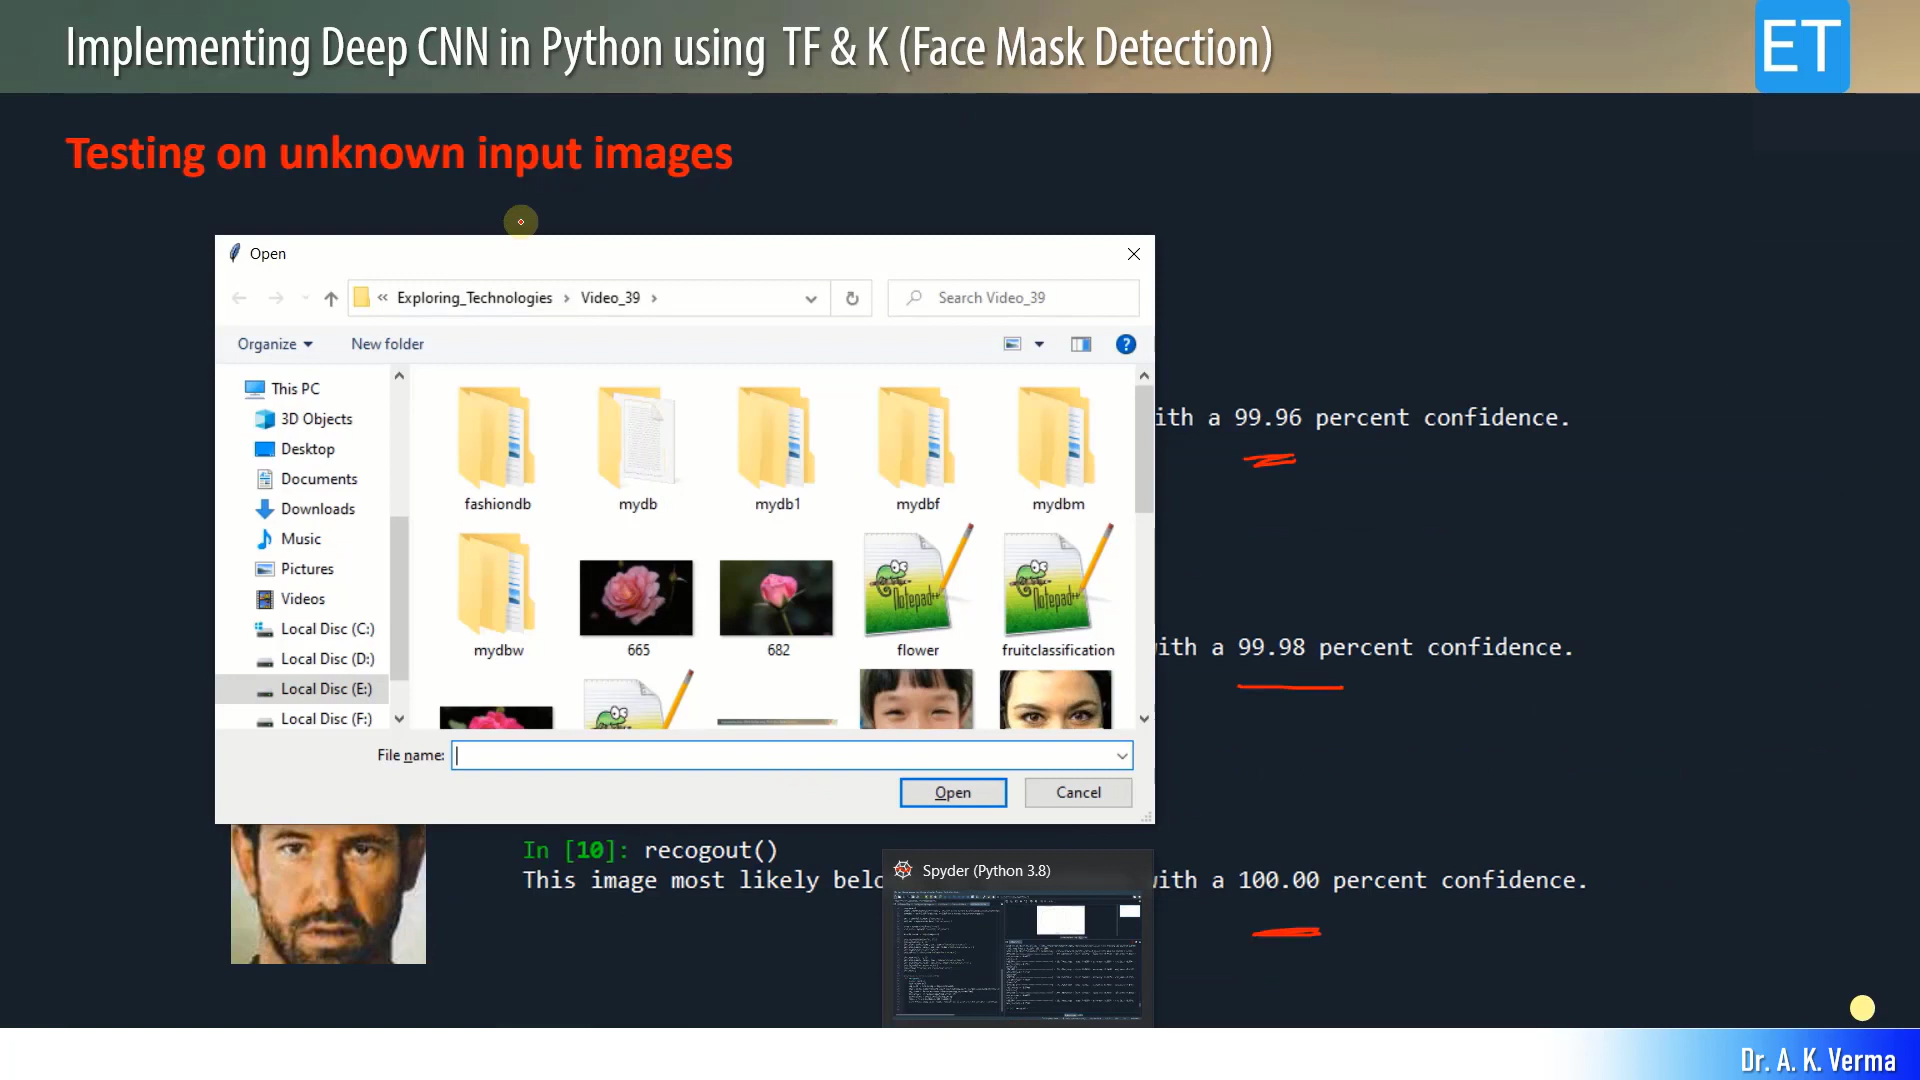 Implementing Deep CNN in Python using TF & K (Face Mask Detection)
ET
Testing on unknown input images
Open
« Exploring_Technologies › Video_39 ›
Search Video_39
Organize
New folder
?
This PC
3D Objects
Desktop
Documents
Downloads
Music
Pictures
Videos
Local Disc (C:)
Local Disc (D:)
Local Disc (E:)
Local Disc (F:)
fashiondb
mydb
mydb1
mydbf
mydbm
mydbw
665
682
Notepad++
flower
Notepad++
fruitclassification
File name:
Open
Cancel
ith a 99.96 percent confidence.
ith a 99.98 percent confidence.
In [10]: recogout()
This image most likely belo
with a 100.00 percent confidence.
Spyder (Python 3.8)
Dr. A. K. Verma